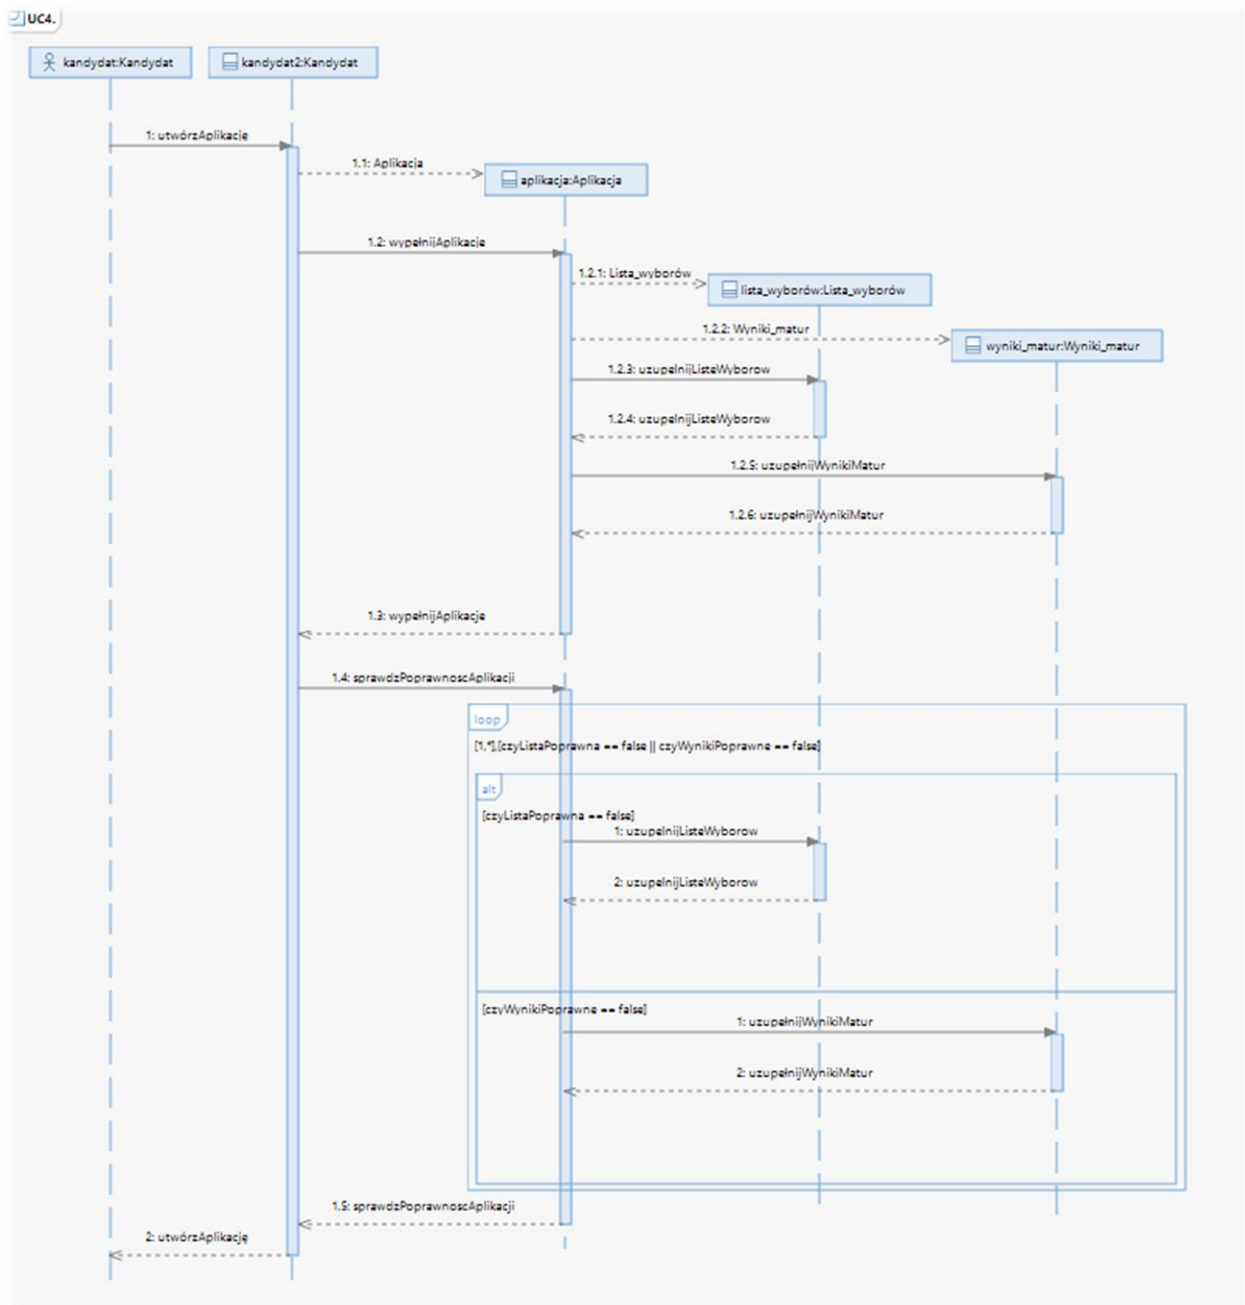 UC4.
kandydat:Kandydat
kandydat2:Kandydat
1: utwórzAplikację
1.1: Aplikacja
aplikacja:Aplikacja
1.2: wypełnijAplikacje
1.2.1: Lista_wyborów
lista_wyborów:Lista_wyborów
1.2.2: Wyniki_matur
wyniki_matur:Wyniki_matur
1.2.3: uzupelnijListeWyborow
1.2.4: uzupelnijListeWyborow
1.2.5: uzupełnijWynikiMatur
1.2.6: uzupełnijWynikiMatur
1.3: wypełnijAplikacje
1.4: sprawdzPoprawnoscAplikacji
loop
[1,*],[czyListaPoprawna == false || czyWynikiPoprawne == false]
alt
[czyListaPoprawna == false]
1: uzupelnijListeWyborow
2: uzupelnijListeWyborow
[czyWynikiPoprawne == false]
1: uzupełnijWynikiMatur
2: uzupełnijWynikiMatur
1.5: sprawdzPoprawnoscAplikacji
2: utwórzAplikację